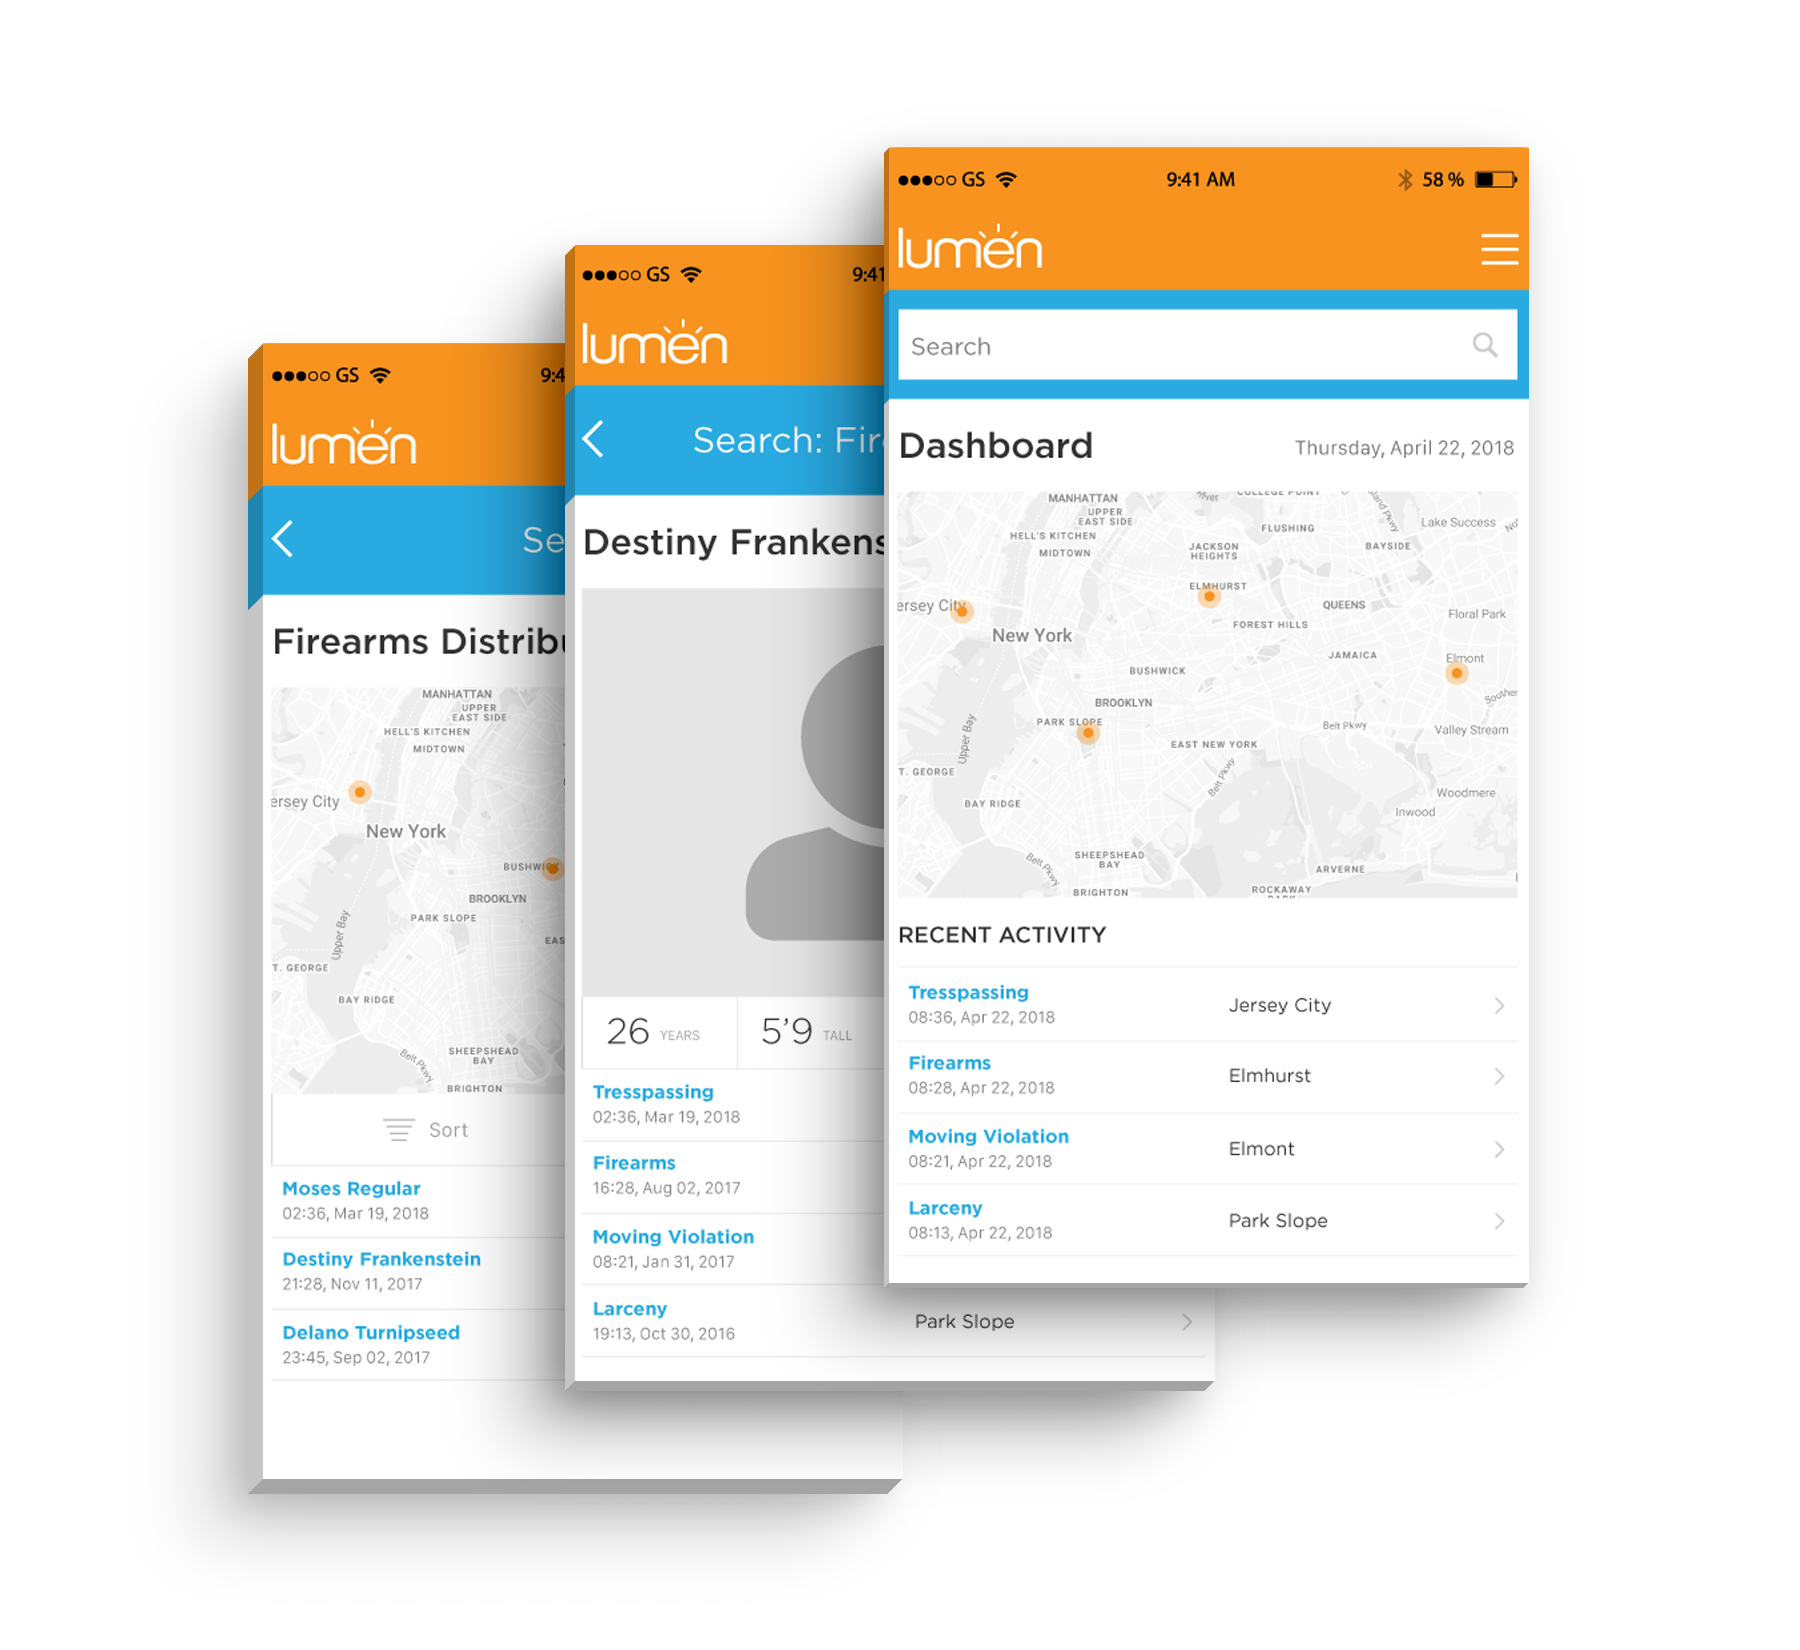 GS 9:41 AM 58 %
lumen
Search
Dashboard
Thursday, April 22, 2018
COLLEGE POINT
MANHATTAN
UPPER
EAST SIDE
HELL'S KITCHEN
MIDTOWN
FLUSHING
Lake Success
JACKSON
HEIGHTS
BAYSIDE
ELMHURST
ersey City
QUEENS
Floral Park
FOREST HILLS
New York
JAMAICA
Elmont
BUSHWICK
BROOKLYN
PARK SLOPE
Belt Pkwy
Valley Stream
Upper Bay
EAST NEW YORK
T. GEORGE
Belt Pkwy
Woodmere
BAY RIDGE
Inwood
SHEEPSHEAD
BAY
Belt Pkwy
ARVERNE
BRIGHTON
ROCKAWAY
RECENT ACTIVITY
Tresspassing
08:36, Apr 22, 2018
Jersey City
Firearms
08:28, Apr 22, 2018
Elmhurst
Moving Violation
08:21, Apr 22, 2018
Elmont
Larceny
08:13, Apr 22, 2018
Park Slope
GS 9:41
lumen
Search: Fir
Destiny Frankens
26 YEARS
5'9 TALL
Tresspassing
02:36, Mar 19, 2018
Firearms
16:28, Aug 02, 2017
Moving Violation
08:21, Jan 31, 2017
Larceny
19:13, Oct 30, 2016
Park Slope
GS 9:4
lumen
Se
Firearms Distrib
MANHATTAN
UPPER
EAST SIDE
HELL'S KITCHEN
MIDTOWN
ersey City
New York
BUSHWICK
BROOKLYN
PARK SLOPE
Upper Bay
EAS
T. GEORGE
BAY RIDGE
SHEEPSHEAD
BAY
Belt Pkwy
BRIGHTON
Sort
Moses Regular
02:36, Mar 19, 2018
Destiny Frankenstein
21:28, Nov 11, 2017
Delano Turnipseed
23:45, Sep 02, 2017